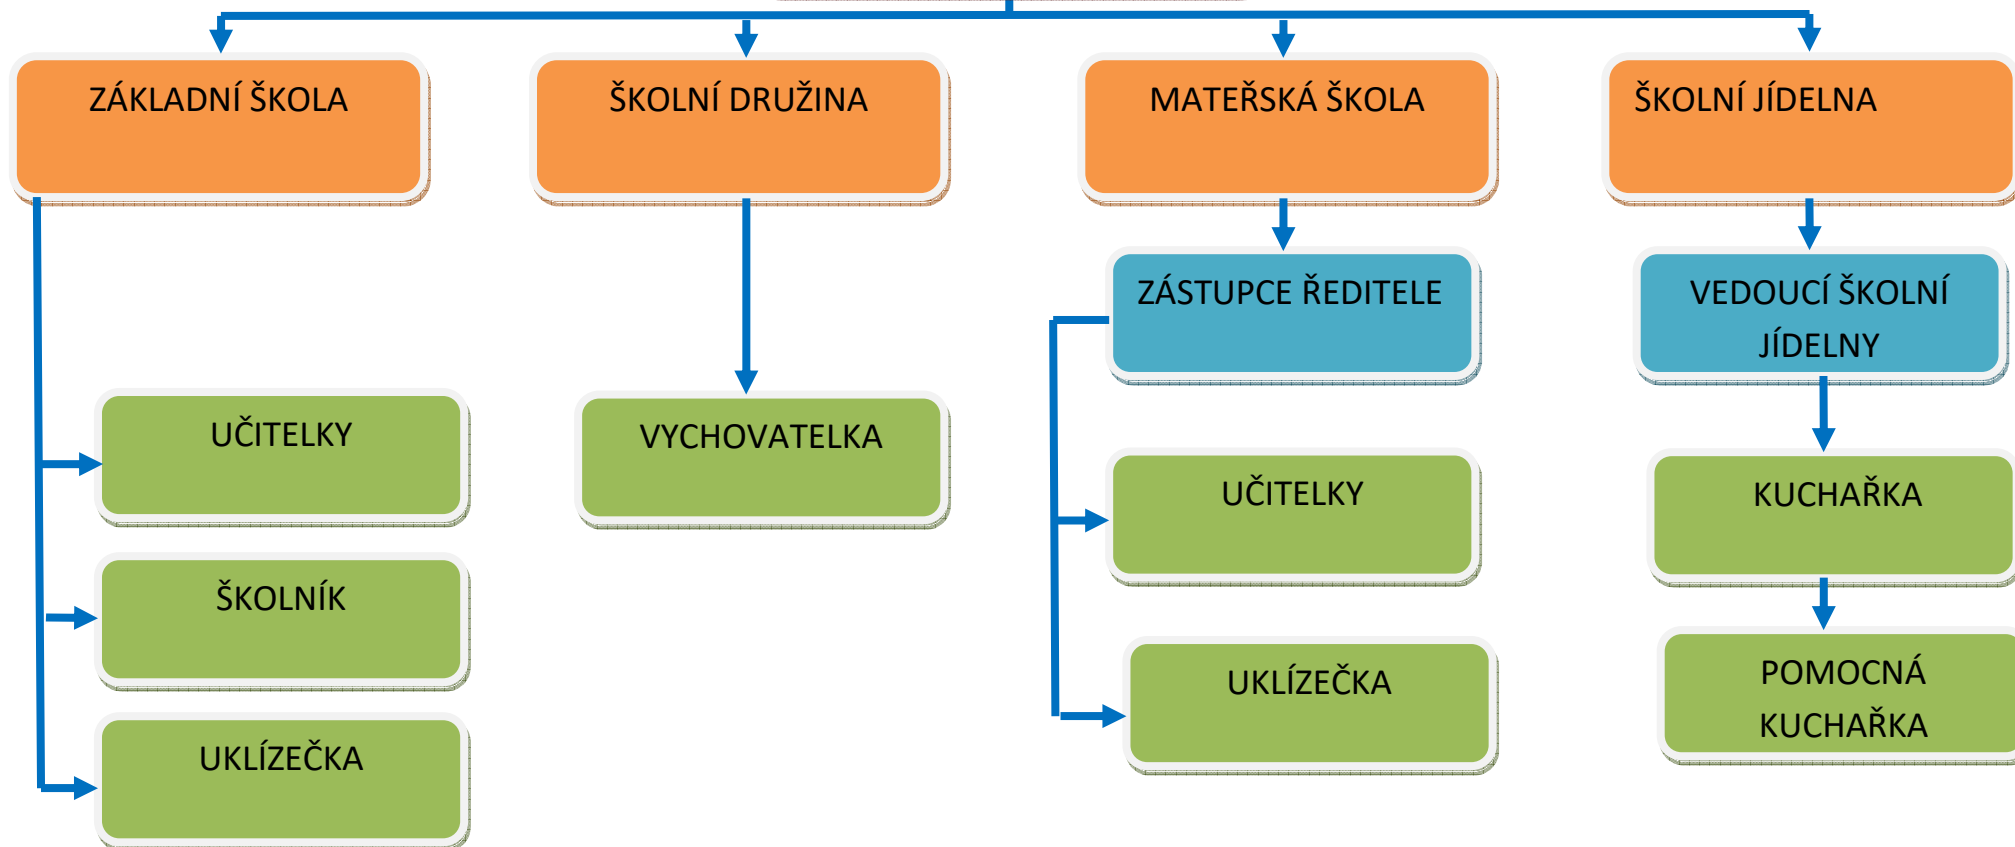 ZÁKLADNÍ ŠKOLA
ŠKOLNÍ DRUŽINA
MATEŘSKÁ ŠKOLA
ŠKOLNÍ JÍDELNA
ZÁSTUPCE ŘEDITELE
VEDOUCÍ ŠKOLNÍ
JÍDELNY
UČITELKY
VYCHOVATELKA
UČITELKY
KUCHAŘKA
ŠKOLNÍK
UKLÍZEČKA
POMOCNÁ
KUCHAŘKA
UKLÍZEČKA